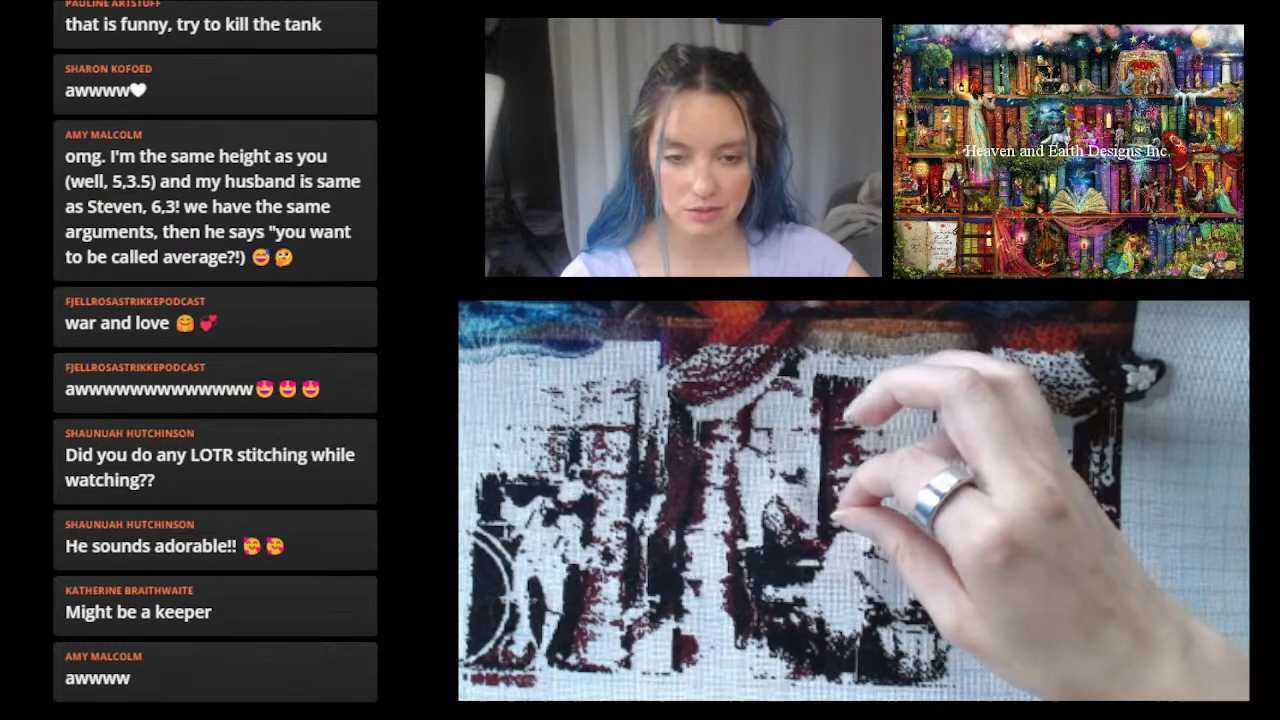 PAULINE ARTSTUFF
that is funny, try to kill the tank
SHARON KOFOED
awwww🤍
AMY MALCOLM
omg. I'm the same height as you
(well, 5,3.5) and my husband is same
as Steven, 6,3! we have the same
arguments, then he says "you want
to be called average?!) 😅 🤔
FJELLROSASTRIKKEPODCAST
war and love 🤗 💞
FJELLROSASTRIKKEPODCAST
awwwwwwwwwwwww😍 😍 😍
SHAUNUAH HUTCHINSON
Did you do any LOTR stitching while
watching??
SHAUNUAH HUTCHINSON
He sounds adorable!! 🥰 🥰
KATHERINE BRAITHWAITE
Might be a keeper
AMY MALCOLM
awwww
Heaven and Earth Designs Inc.